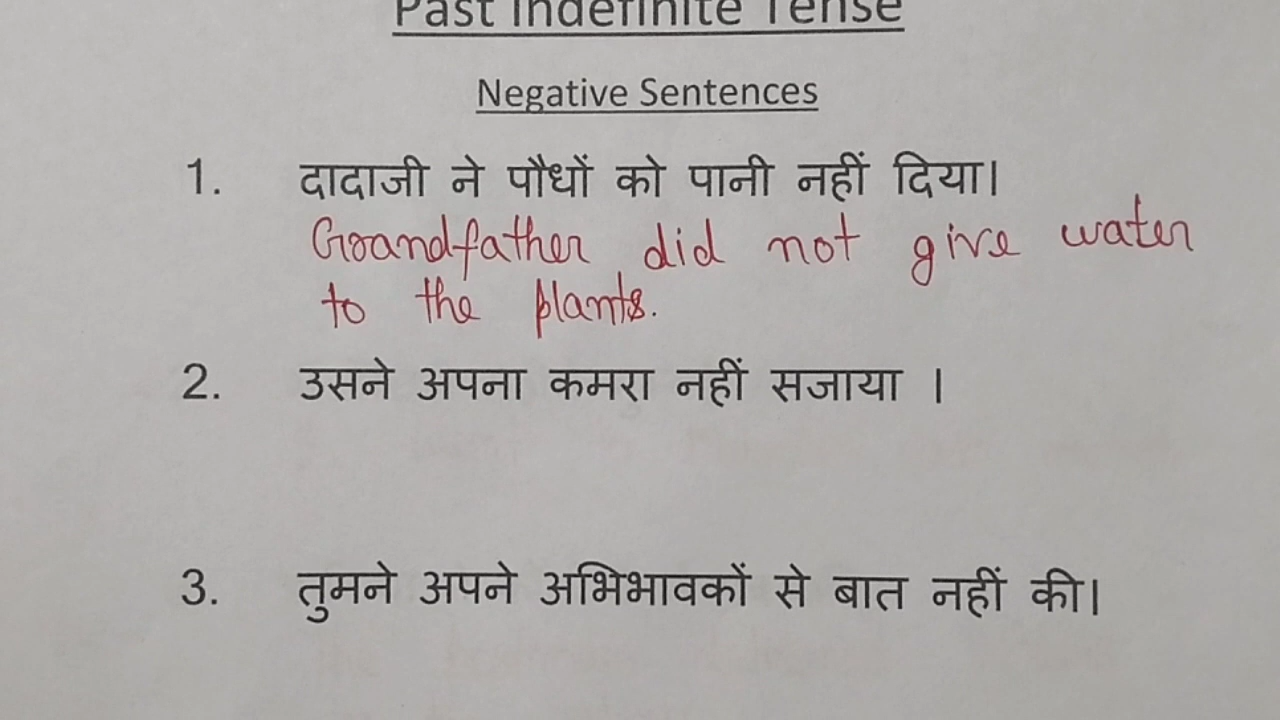 Past Indefinite Tense
Negative Sentences
1. दादाजी ने पौधों को पानी नहीं दिया।
Grandfather did not give water
to the plants.
2. उसने अपना कमरा नहीं सजाया ।
3. तुमने अपने अभिभावकों से बात नहीं की।